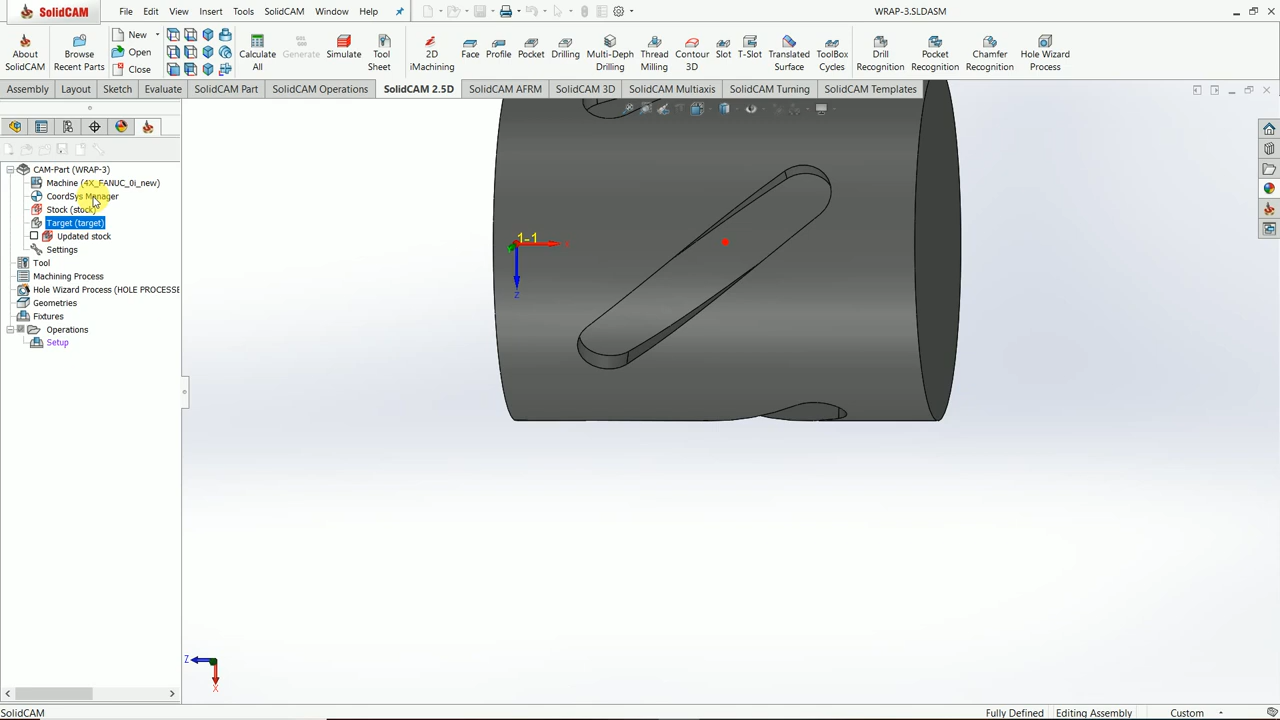 SolidCAM
File Edit View Insert Tools SolidCAM Window Help
WRAP-3.SLDASM
About SolidCAM
Browse Recent Parts
New
Open
Close
Calculate All
Generate
Simulate
Tool Sheet
2D iMachining
Face
Profile
Pocket
Drilling
Multi-Depth Drilling
Thread Milling
Contour 3D
Slot
T-Slot
Translated Surface
ToolBox Cycles
Drill Recognition
Pocket Recognition
Chamfer Recognition
Hole Wizard Process
Assembly Layout Sketch Evaluate SolidCAM Part SolidCAM Operations SolidCAM 2.5D SolidCAM AFRM SolidCAM 3D SolidCAM Multiaxis SolidCAM Turning SolidCAM Templates
CAM-Part (WRAP-3)
Machine (4X_FANUC_0i_new)
CoordSys Manager
Stock (stock)
Target (target)
Updated stock
Settings
Tool
Machining Process
Hole Wizard Process (HOLE PROCESSE
Geometries
Fixtures
Operations
Setup
1-1
z
Z
X
SolidCAM
Fully Defined
Editing Assembly
Custom